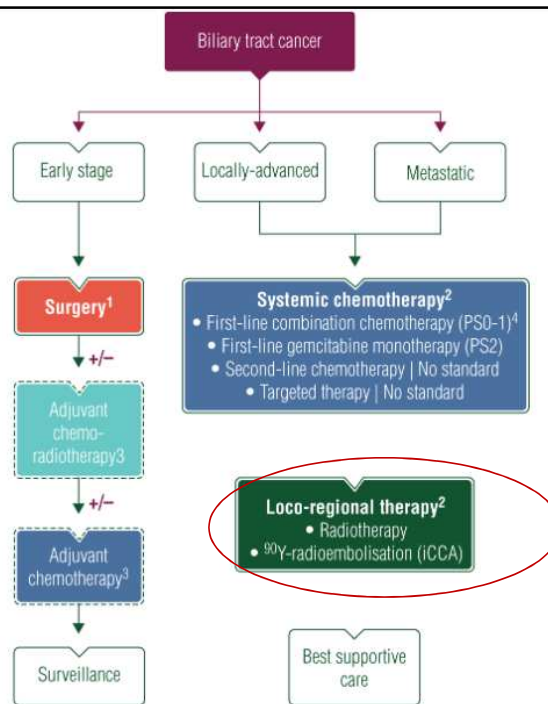 Biliary tract cancer
Early stage
Locally-advanced
Metastatic
Surgery¹
+/–
Adjuvant
chemo-
radiotherapy3
+/–
Adjuvant
chemotherapy³
Surveillance
Systemic chemotherapy²
• First-line combination chemotherapy (PS0-1)⁴
• First-line gemcitabine monotherapy (PS2)
• Second-line chemotherapy | No standard
• Targeted therapy | No standard
Loco-regional therapy²
• Radiotherapy
• ⁹⁰Y-radioembolisation (iCCA)
Best supportive
care